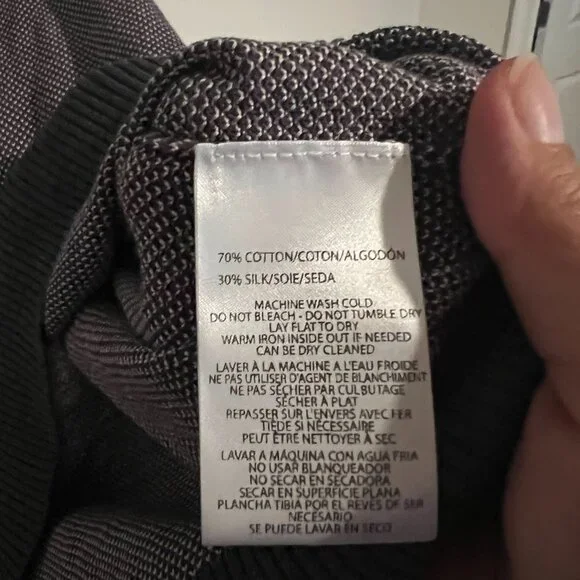 70% COTTON/COTON/ALGODÓN
30% SILK/SOIE/SEDA
MACHINE WASH COLD
DO NOT BLEACH - DO NOT TUMBLE DRY
LAY FLAT TO DRY
WARM IRON INSIDE OUT IF NEEDED
CAN BE DRY CLEANED
LAVER À LA MACHINE A L'EAU FROIDE
NE PAS UTILISER D'AGENT DE BLANCHIMENT
NE PAS SÉCHER PAR CULBUTAGE
SÉCHER À PLAT
REPASSER SUR L'ENVERS AVEC FER
TIÈDE SI NÉCESSAIRE
PEUT ÊTRE NETTOYER À SEC
LAVAR A MÁQUINA CON AGUA FRIA
NO USAR BLANQUEADOR
NO SECAR EN SECADORA
SECAR EN SUPERFICIE PLANA
PLANCHA TIBIA POR EL REVES DE SER
NECESARIO
SE PUEDE LAVAR EN SECO